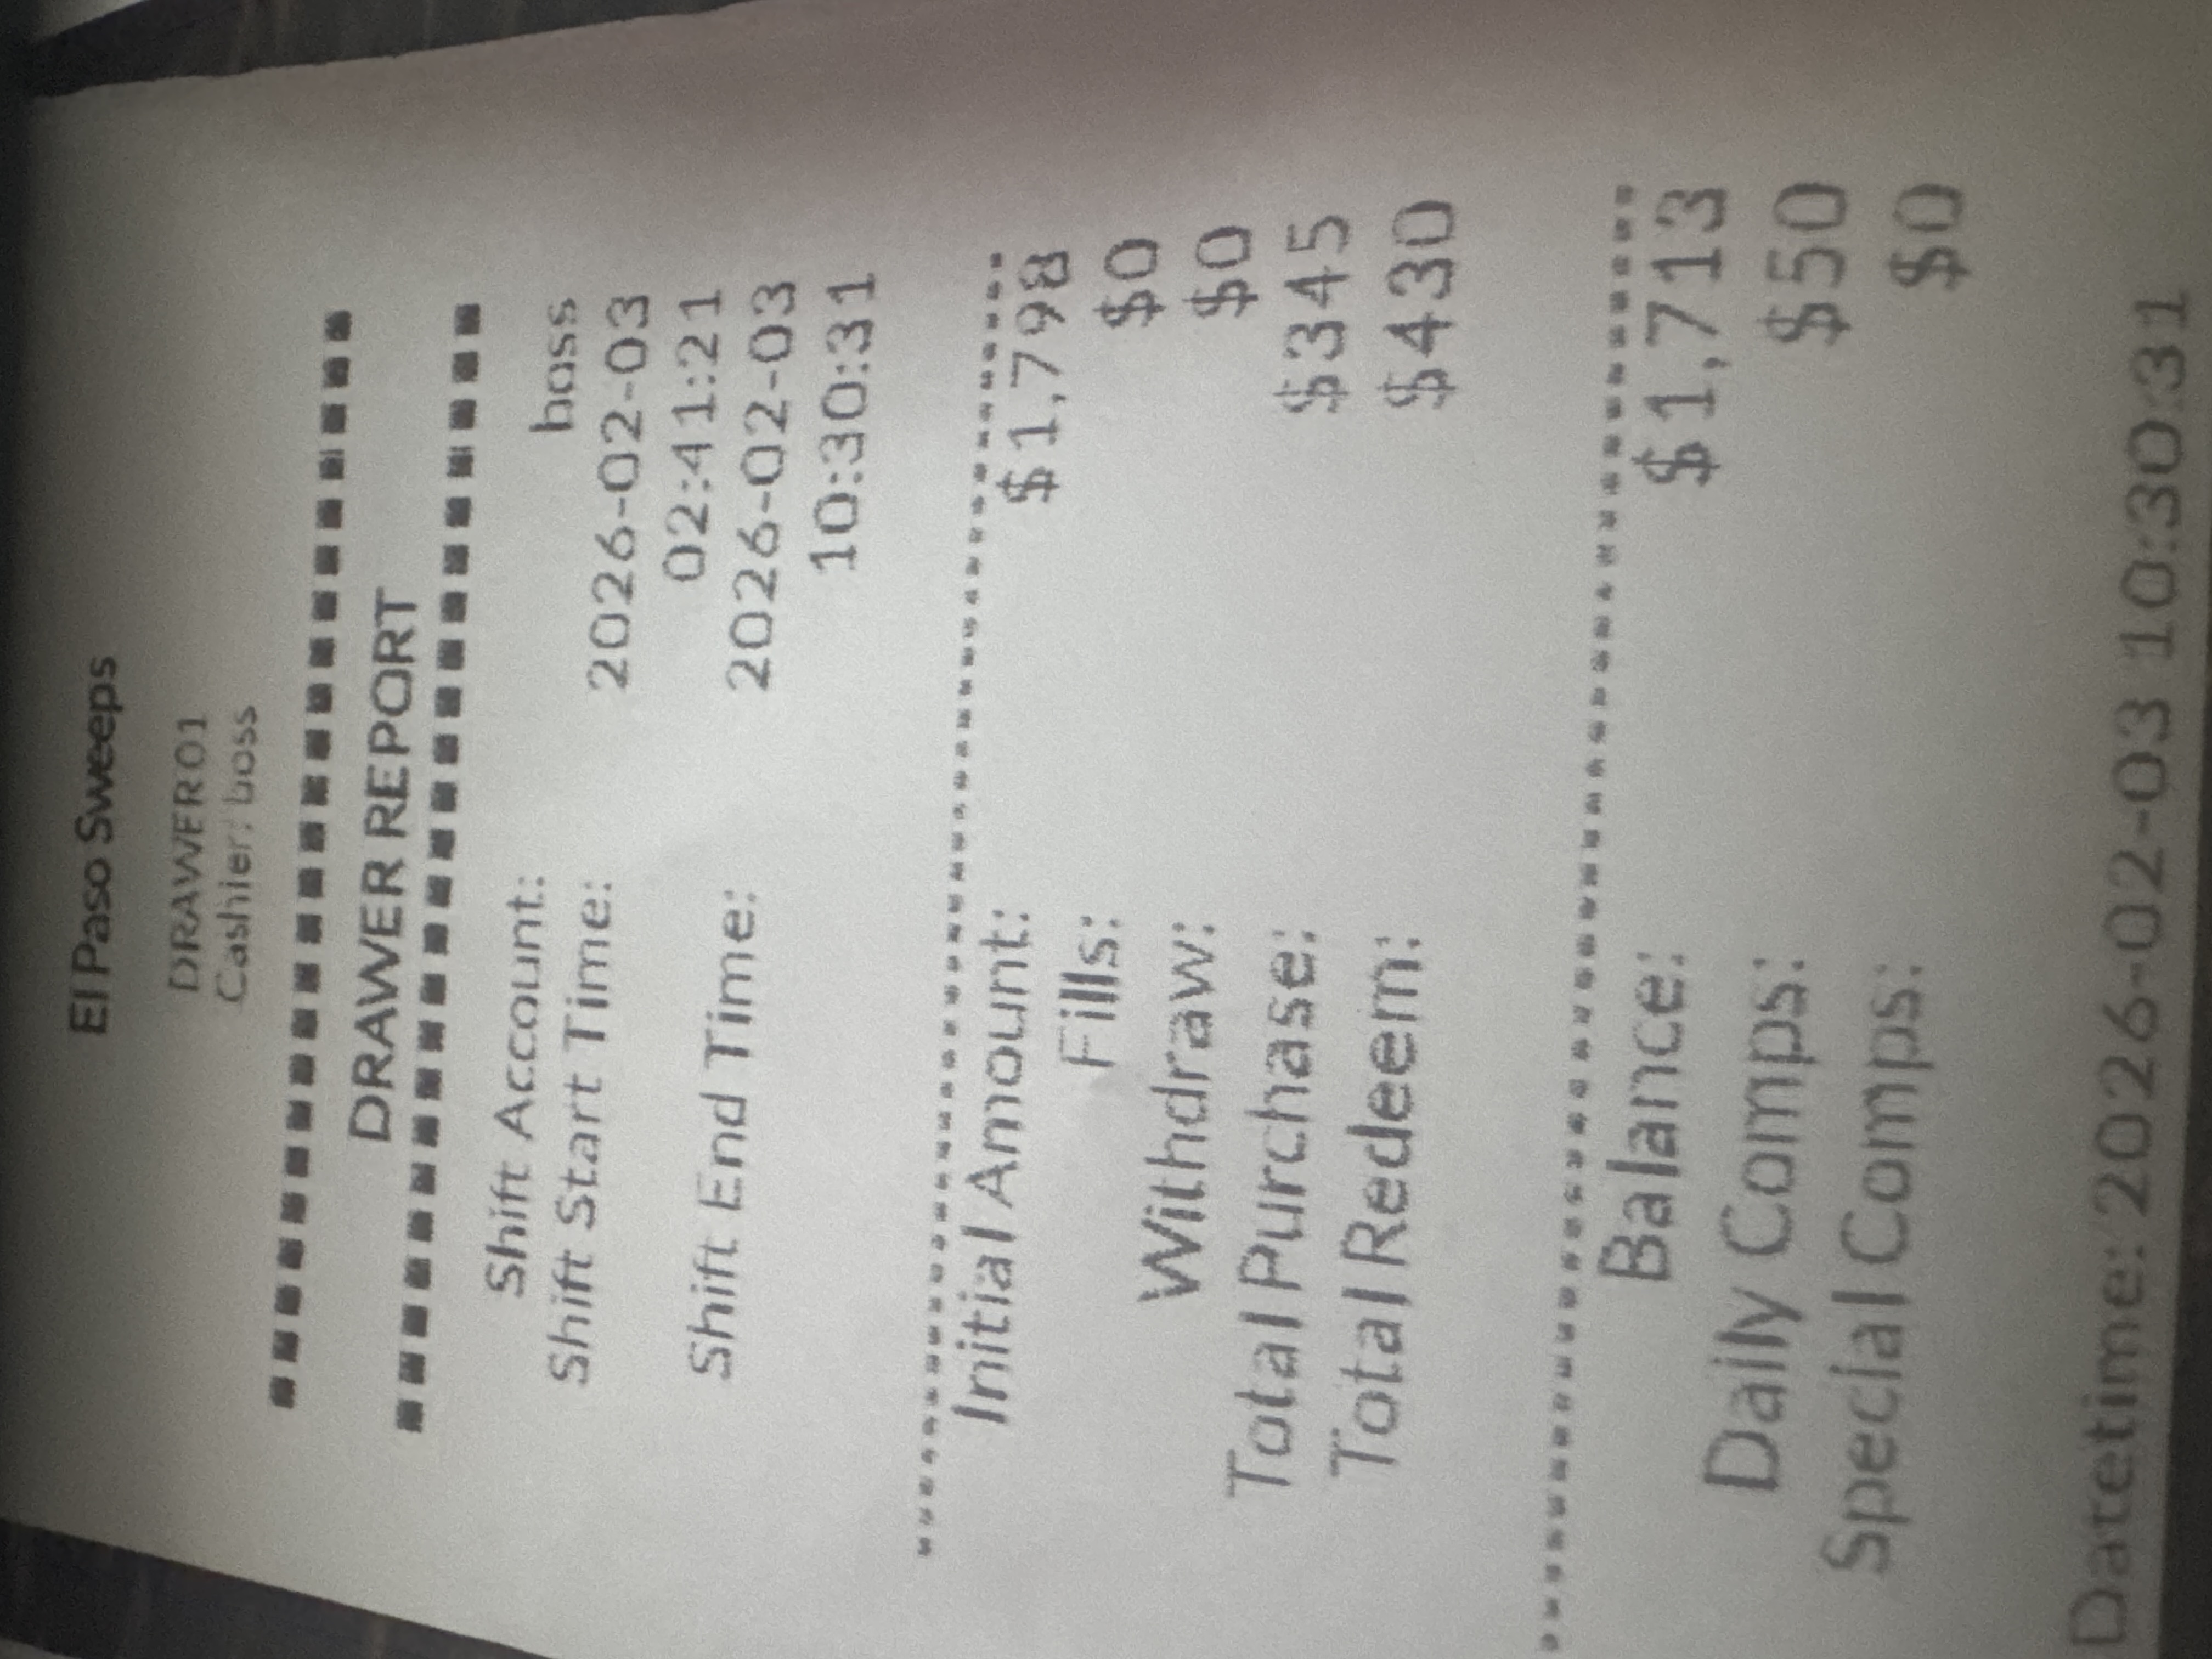 El Paso Sweeps
DRAWER01
Cashier: boss
DRAWER REPORT
Shift Account: boss
Shift Start Time: 2026-02-03
02:41:21
Shift End Time: 2026-02-03
10:30:31
Initial Amount: $1,798
Fills: $0
Withdraw: $0
Total Purchase: $345
Total Redeem: $430
Balance: $1,713
Daily Comps: $50
Special Comps: $0
Datetime: 2026-02-03 10:30:31